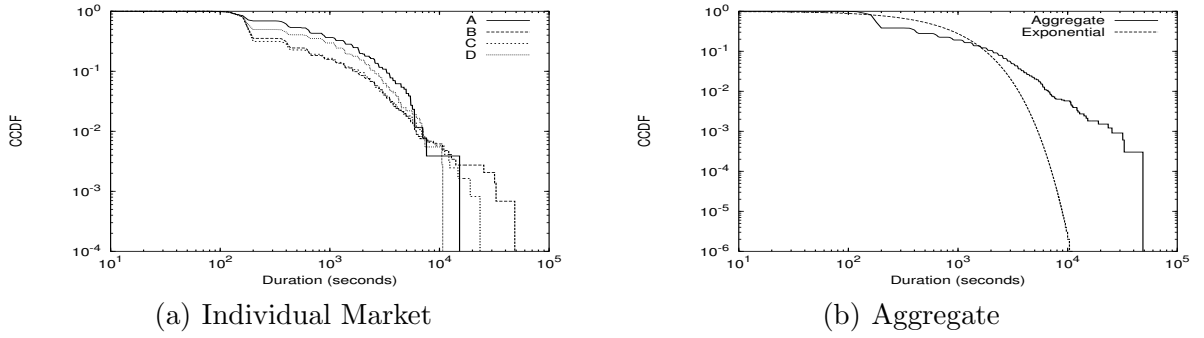 10^0
10^-1
10^-2
10^-3
10^-4
CCDF
10^1
10^2
10^3
10^4
10^5
Duration (seconds)
A
B
C
D
(a) Individual Market
10^0
10^-1
10^-2
10^-3
10^-4
10^-5
10^-6
CCDF
10^1
10^2
10^3
10^4
10^5
Duration (seconds)
Aggregate
Exponential
(b) Aggregate